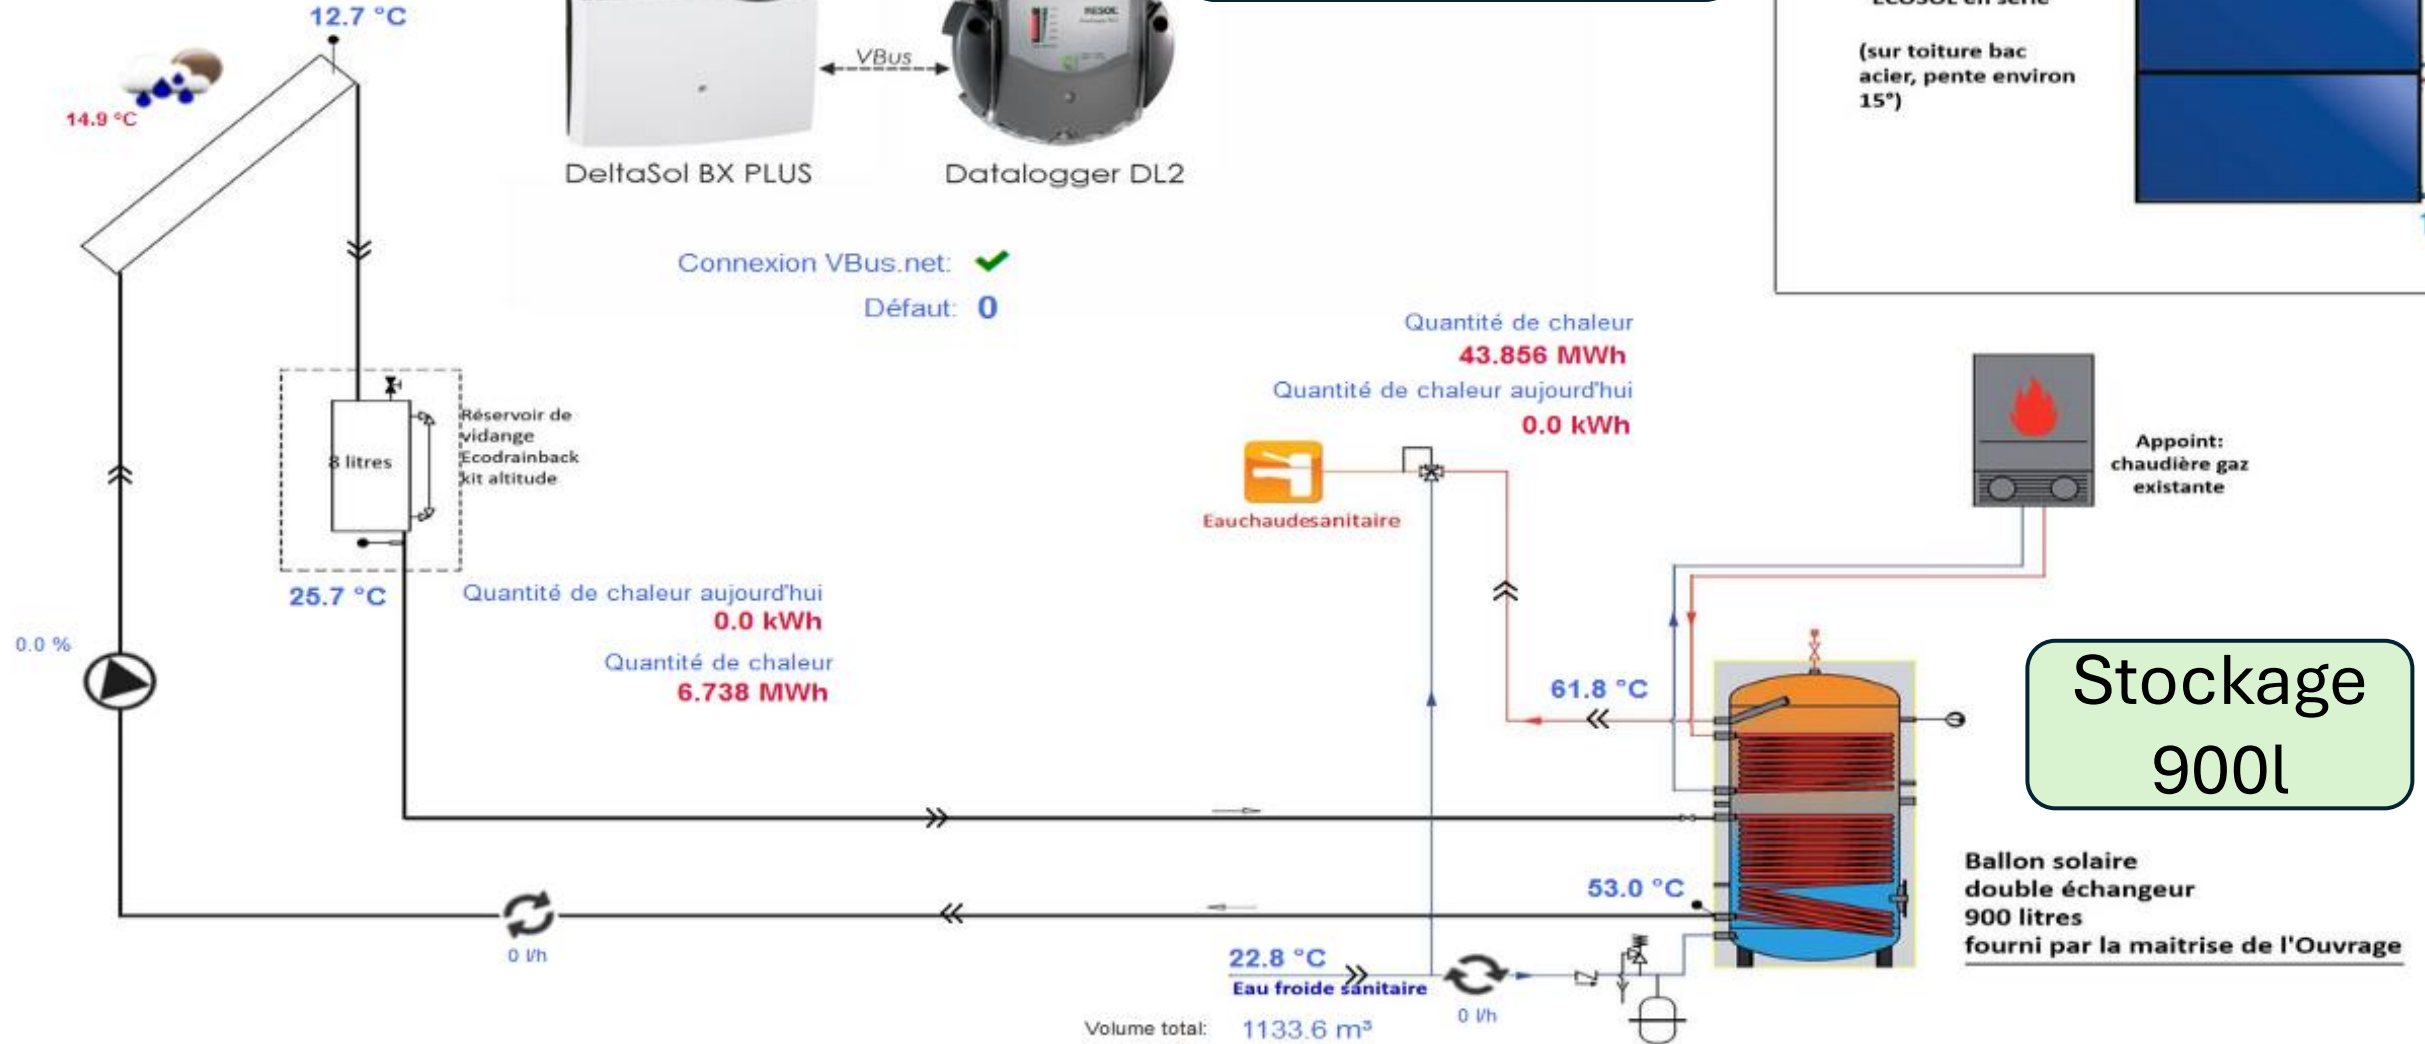 12.7 °C
14.9 °C
RESOL
VBus
DeltaSol BX PLUS
Datalogger DL2
ECOSOL en série
(sur toiture bac
acier, pente environ
15°)
Connexion VBus.net:
Défaut: 0
Quantité de chaleur
43.856 MWh
Quantité de chaleur aujourd'hui
0.0 kWh
Réservoir de
vidange
Ecodrainback
kit altitude
8 litres
25.7 °C
Eauchaudesanitaire
Appoint:
chaudière gaz
existante
Quantité de chaleur aujourd'hui
0.0 kWh
Quantité de chaleur
6.738 MWh
0.0 %
61.8 °C
Stockage
900l
53.0 °C
Ballon solaire
double échangeur
900 litres
fourni par la maitrise de l'Ouvrage
0 l/h
22.8 °C
Eau froide sanitaire
0 l/h
Volume total: 1133.6 m³